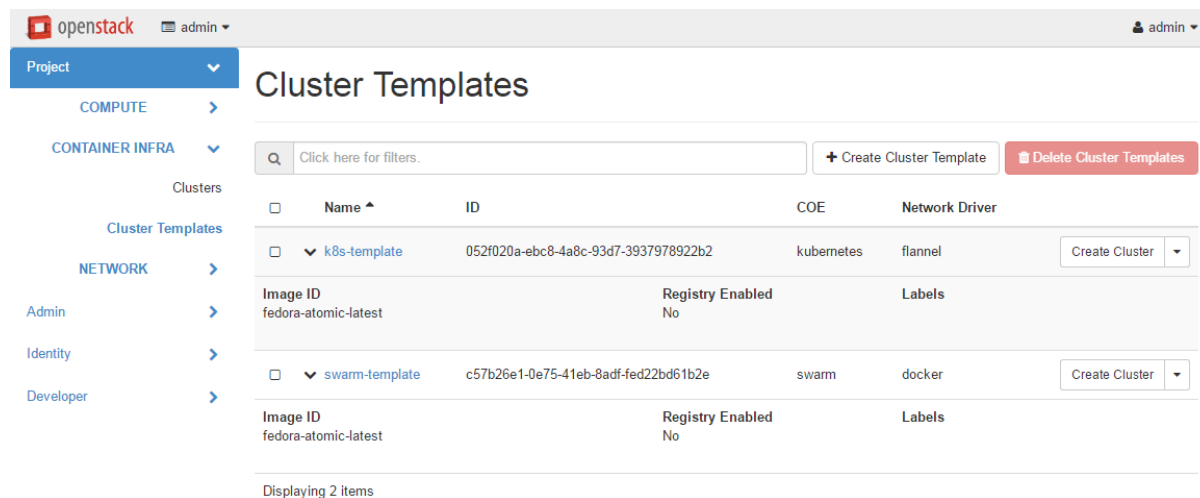 openstack admin admin
Project
COMPUTE
CONTAINER INFRA
Clusters
Cluster Templates
NETWORK
Admin
Identity
Developer
Cluster Templates
Click here for filters. Create Cluster Template Delete Cluster Templates
Name ID COE Network Driver
k8s-template 052f020a-ebc8-4a8c-93d7-3937978922b2 kubernetes flannel Create Cluster
Image ID Registry Enabled Labels
fedora-atomic-latest No
swarm-template c57b26e1-0e75-41eb-8adf-fed22bd61b2e swarm docker Create Cluster
Image ID Registry Enabled Labels
fedora-atomic-latest No
Displaying 2 items